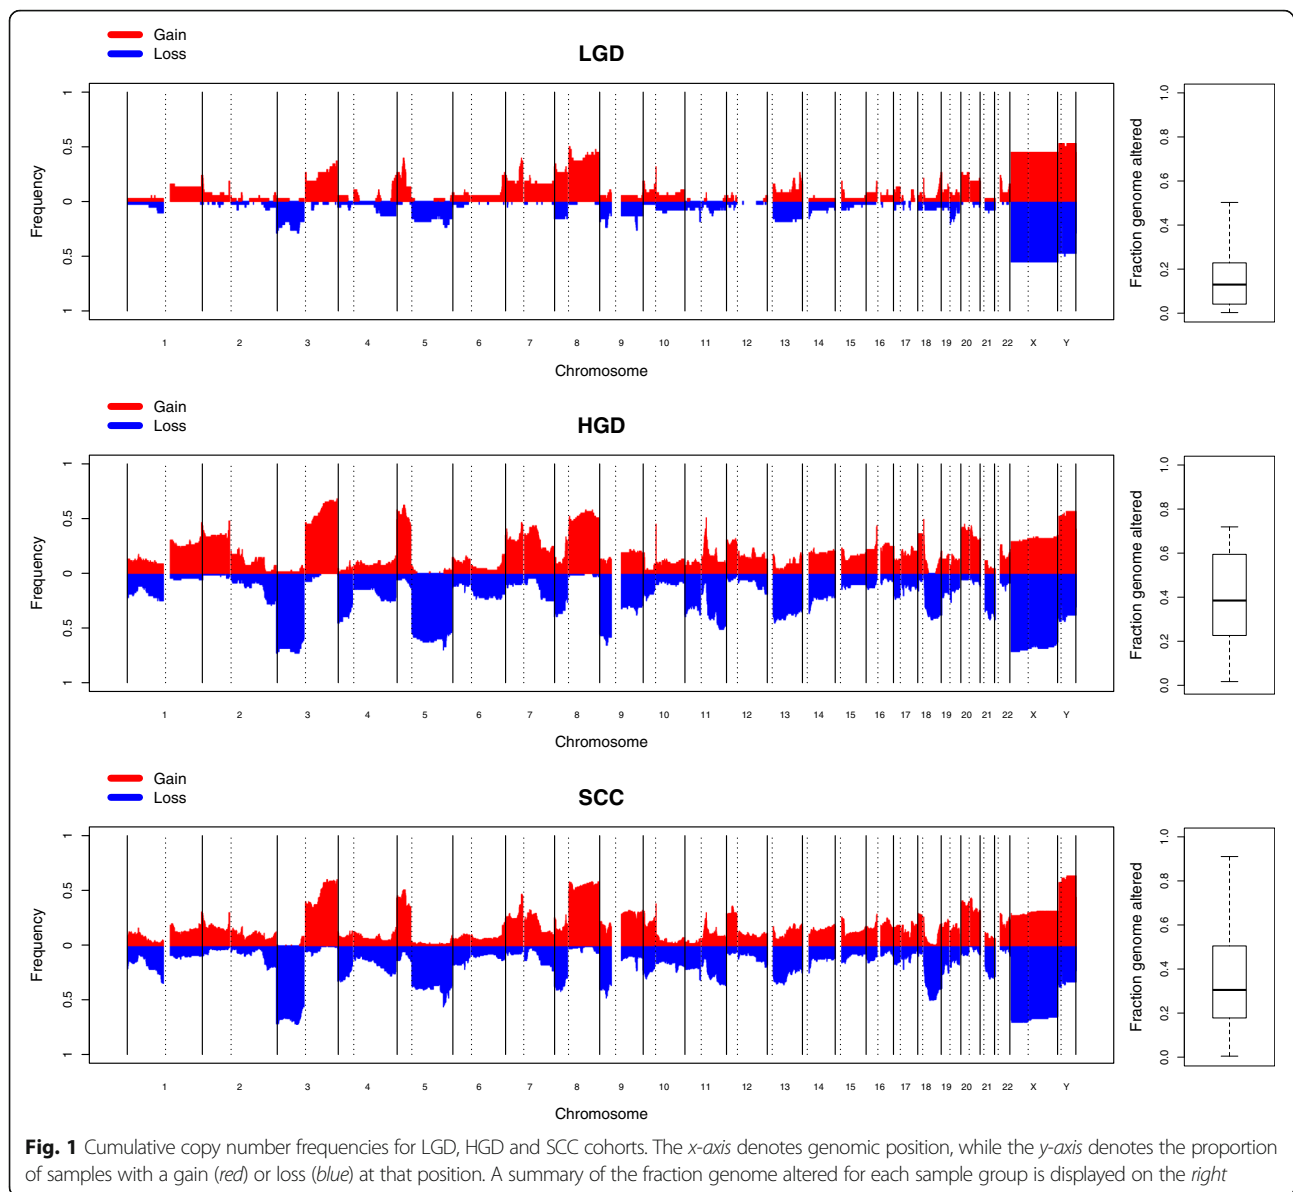 Gain
Loss
LGD
Frequency
1
0.5
0
0.5
1
1 2 3 4 5 6 7 8 9 10 11 12 13 14 15 16 17 18 19 20 21 22 X Y
Chromosome
Fraction genome altered
1.0
0.8
0.6
0.4
0.2
0.0
Gain
Loss
HGD
Frequency
1
0.5
0
0.5
1
1 2 3 4 5 6 7 8 9 10 11 12 13 14 15 16 17 18 19 20 21 22 X Y
Chromosome
Fraction genome altered
1.0
0.8
0.6
0.4
0.2
0.0
Gain
Loss
SCC
Frequency
1
0.5
0
0.5
1
1 2 3 4 5 6 7 8 9 10 11 12 13 14 15 16 17 18 19 20 21 22 X Y
Chromosome
Fraction genome altered
1.0
0.8
0.6
0.4
0.2
0.0
Fig. 1 Cumulative copy number frequencies for LGD, HGD and SCC cohorts. The x-axis denotes genomic position, while the y-axis denotes the proportion
of samples with a gain (red) or loss (blue) at that position. A summary of the fraction genome altered for each sample group is displayed on the right